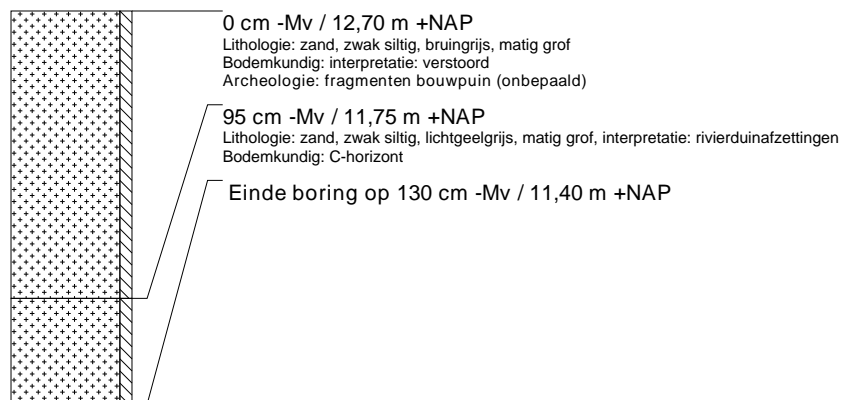 0 cm -Mv / 12,70 m +NAP
Lithologie: zand, zwak siltig, bruingrijs, matig grof
Bodemkundig: interpretatie: verstoord
Archeologie: fragmenten bouwpuin (onbepaald)
95 cm -Mv / 11,75 m +NAP
Lithologie: zand, zwak siltig, lichtgeelgrijs, matig grof, interpretatie: rivierduinafzettingen
Bodemkundig: C-horizont
Einde boring op 130 cm -Mv / 11,40 m +NAP